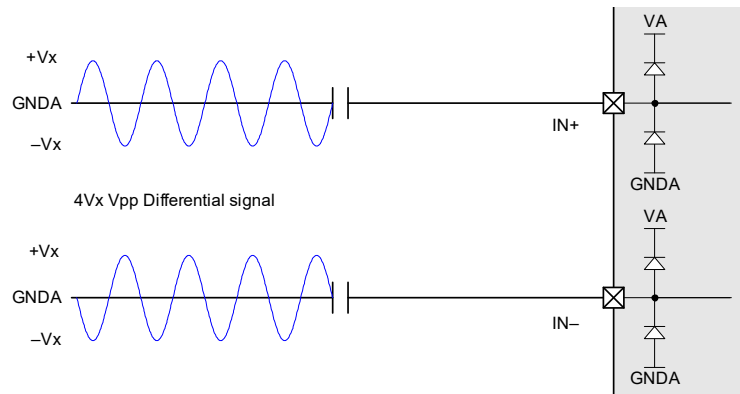 VA
+Vx
GNDA
–Vx
IN+
GNDA
4Vx Vpp Differential signal
VA
+Vx
GNDA
–Vx
IN–
GNDA